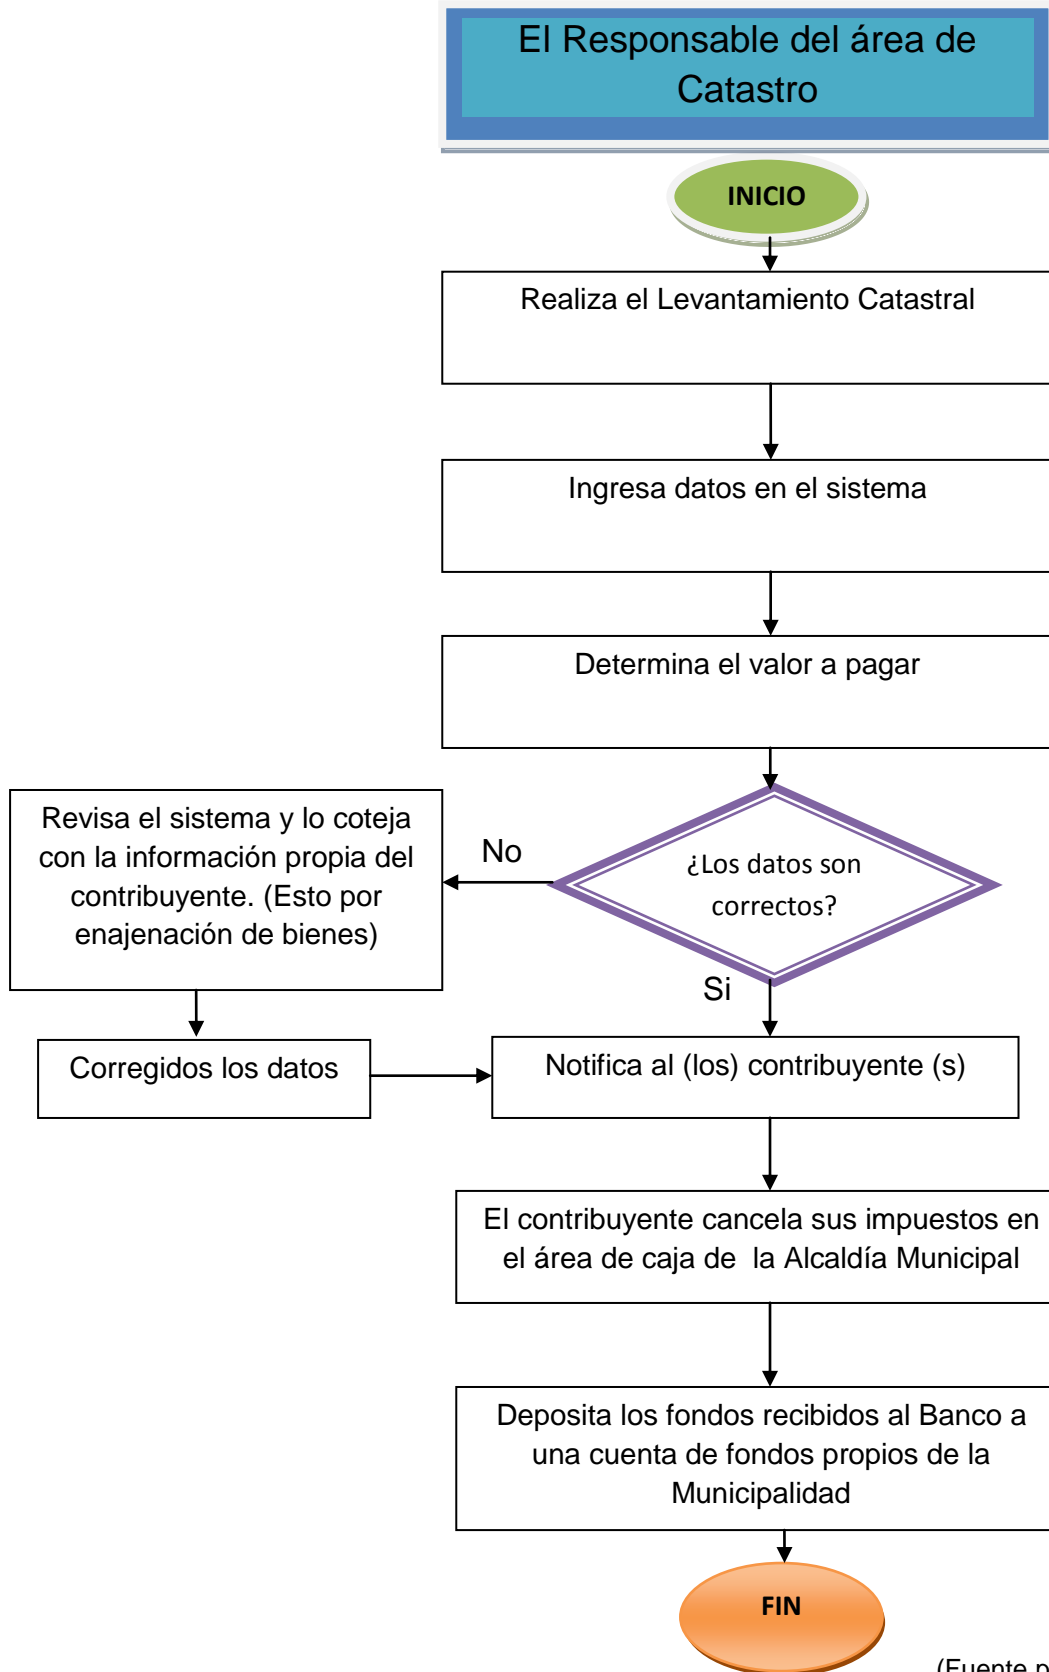 El Responsable del área de
Catastro
INICIO
Realiza el Levantamiento Catastral
Ingresa datos en el sistema
Determina el valor a pagar
¿Los datos son
correctos?
No
Revisa el sistema y lo coteja
con la información propia del
contribuyente. (Esto por
enajenación de bienes)
Si
Corregidos los datos
Notifica al (los) contribuyente (s)
El contribuyente cancela sus impuestos en
el área de caja de  la Alcaldía Municipal
Deposita los fondos recibidos al Banco a
una cuenta de fondos propios de la
Municipalidad
FIN
(Fuente p